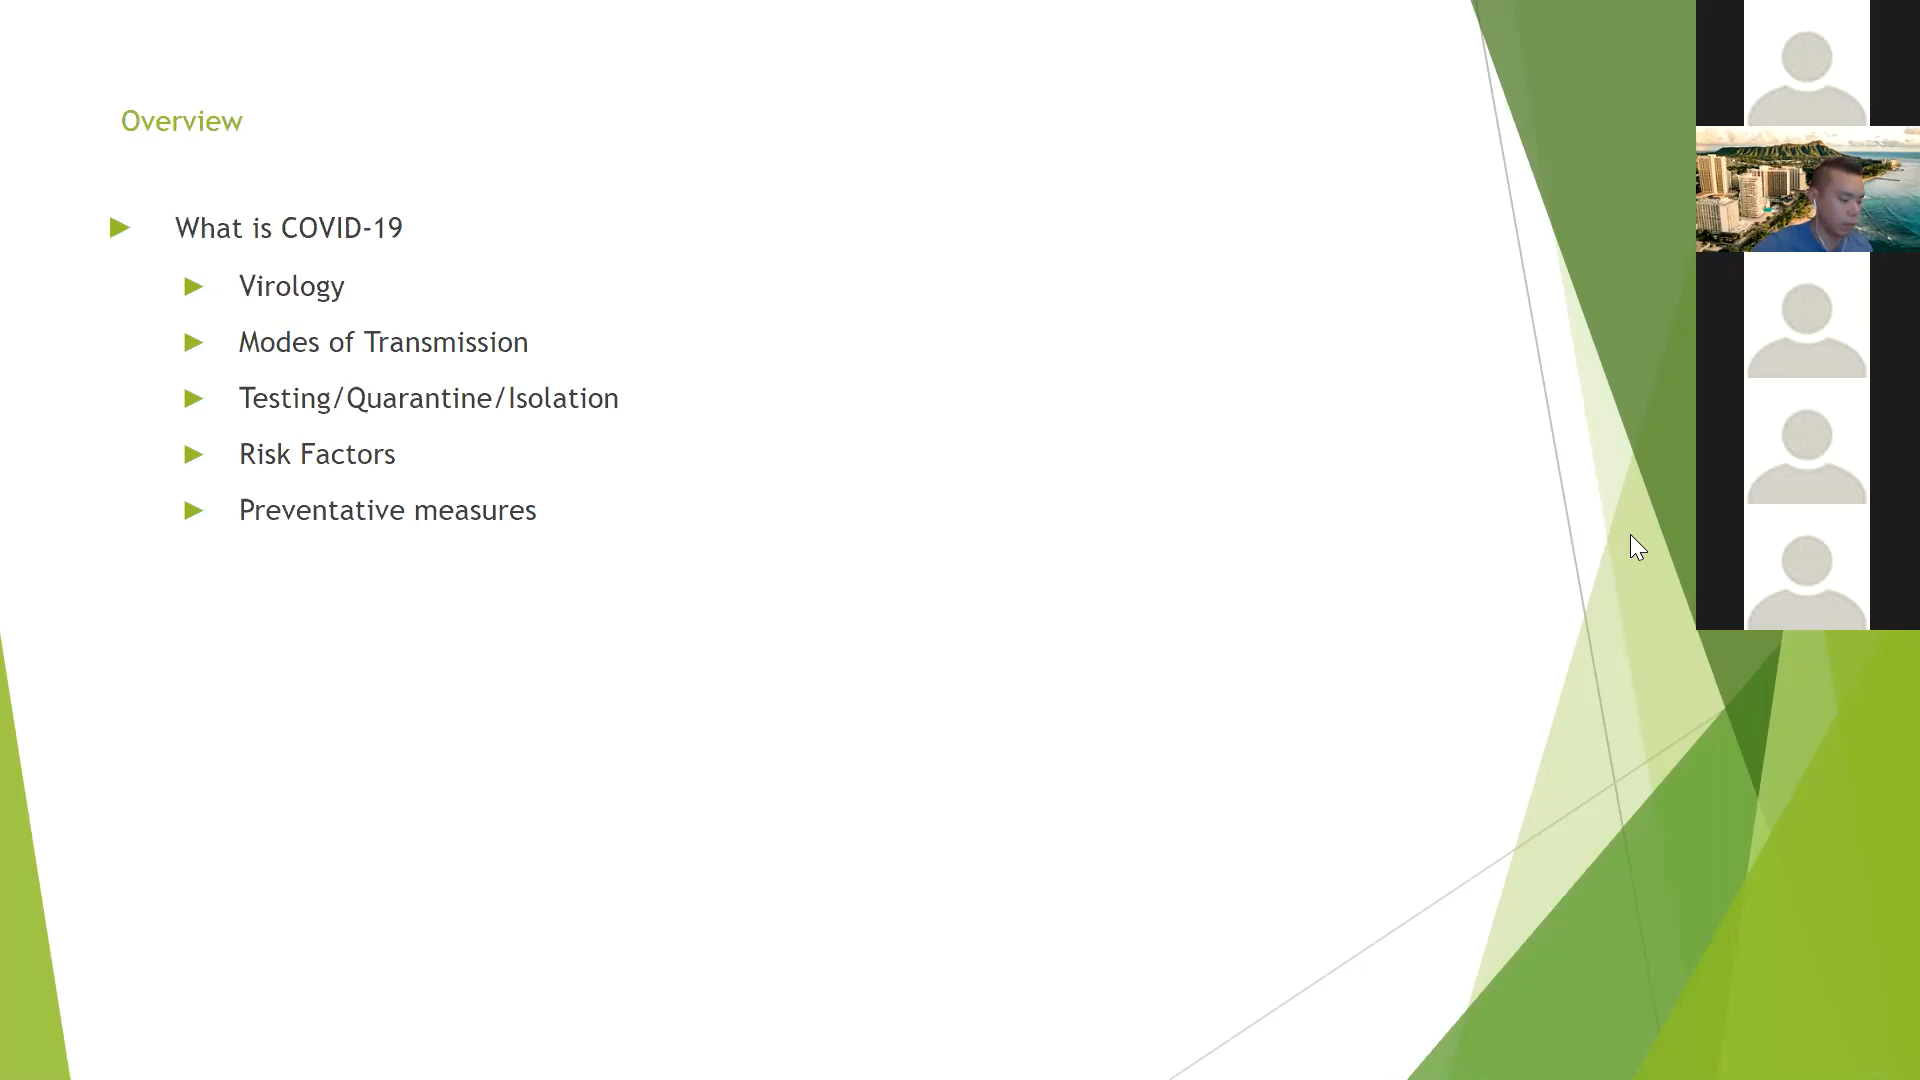 Overview
What is COVID-19
Virology
Modes of Transmission
Testing/Quarantine/Isolation
Risk Factors
Preventative measures